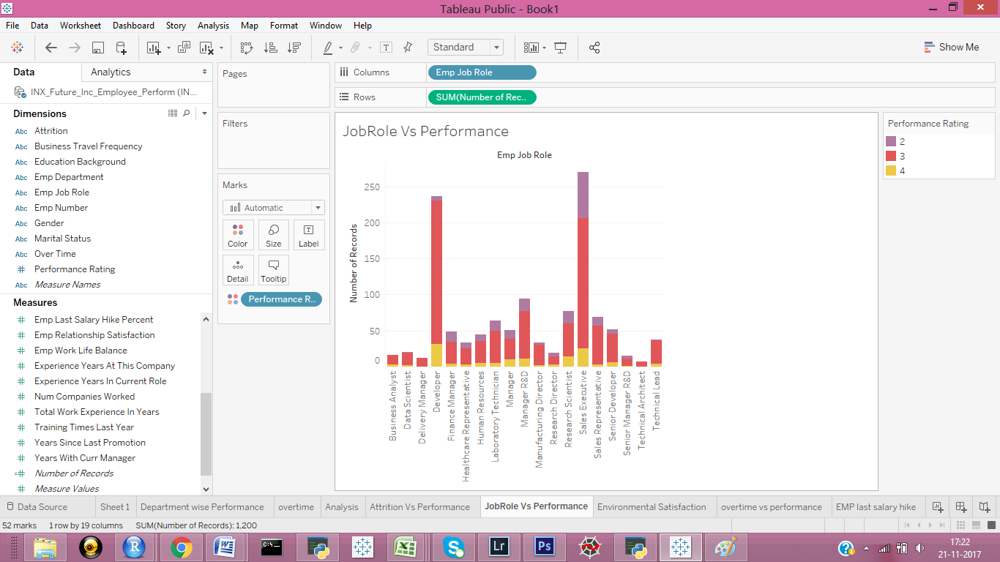 Tableau Public - Book1
File Data Worksheet Dashboard Story Analysis Map Format Window Help
Standard
Show Me
Data Analytics
INX_Future_Inc_Employee_Perform (IN...
Dimensions
Abc Attrition
Abc Business Travel Frequency
Abc Education Background
Abc Emp Department
Abc Emp Job Role
Abc Emp Number
Abc Gender
Abc Marital Status
Abc Over Time
# Performance Rating
Abc Measure Names
Measures
# Emp Last Salary Hike Percent
# Emp Relationship Satisfaction
# Emp Work Life Balance
# Experience Years At This Company
# Experience Years In Current Role
# Num Companies Worked
# Total Work Experience In Years
# Training Times Last Year
# Years Since Last Promotion
# Years With Curr Manager
=# Number of Records
# Measure Values
Pages
Filters
Marks
Automatic
Color Size Label
Detail Tooltip
Performance R..
Columns Emp Job Role
Rows SUM(Number of Rec..
JobRole Vs Performance
Emp Job Role
Number of Records
250
200
150
100
50
0
Business Analyst
Data Scientist
Delivery Manager
Developer
Finance Manager
Healthcare Representative
Human Resources
Laboratory Technician
Manager
Manager R&D
Manufacturing Director
Research Director
Research Scientist
Sales Executive
Sales Representative
Senior Developer
Senior Manager R&D
Technical Architect
Technical Lead
Performance Rating
2
3
4
Data Source Sheet 1 Department wise Performance overtime Analysis Attrition Vs Performance JobRole Vs Performance Environmental Satisfaction overtime vs performance EMP last salary hike
52 marks 1 row by 19 columns SUM(Number of Records): 1,200
17:22
21-11-2017